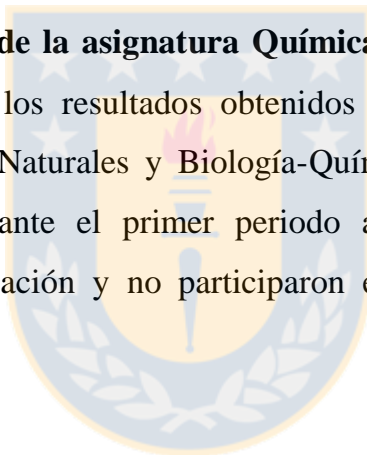 de la asignatura Química
los resultados obtenidos
Naturales y Biología-Quím
ante el primer periodo a
ación y no participaron e